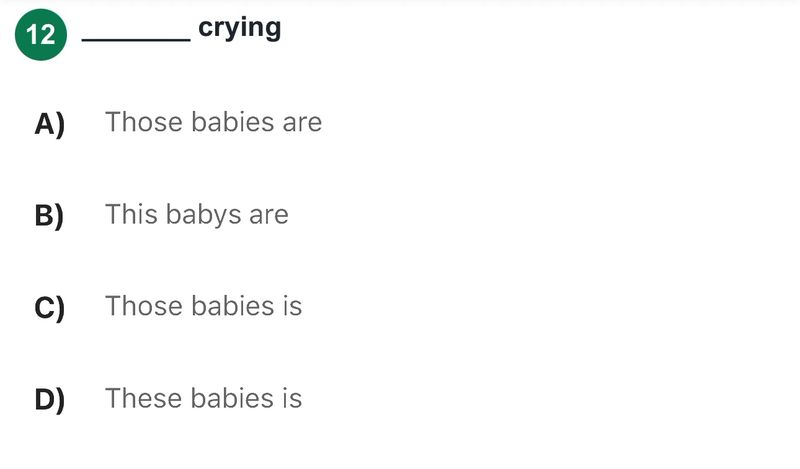 12 ________ crying
A) Those babies are
B) This babys are
C) Those babies is
D) These babies is